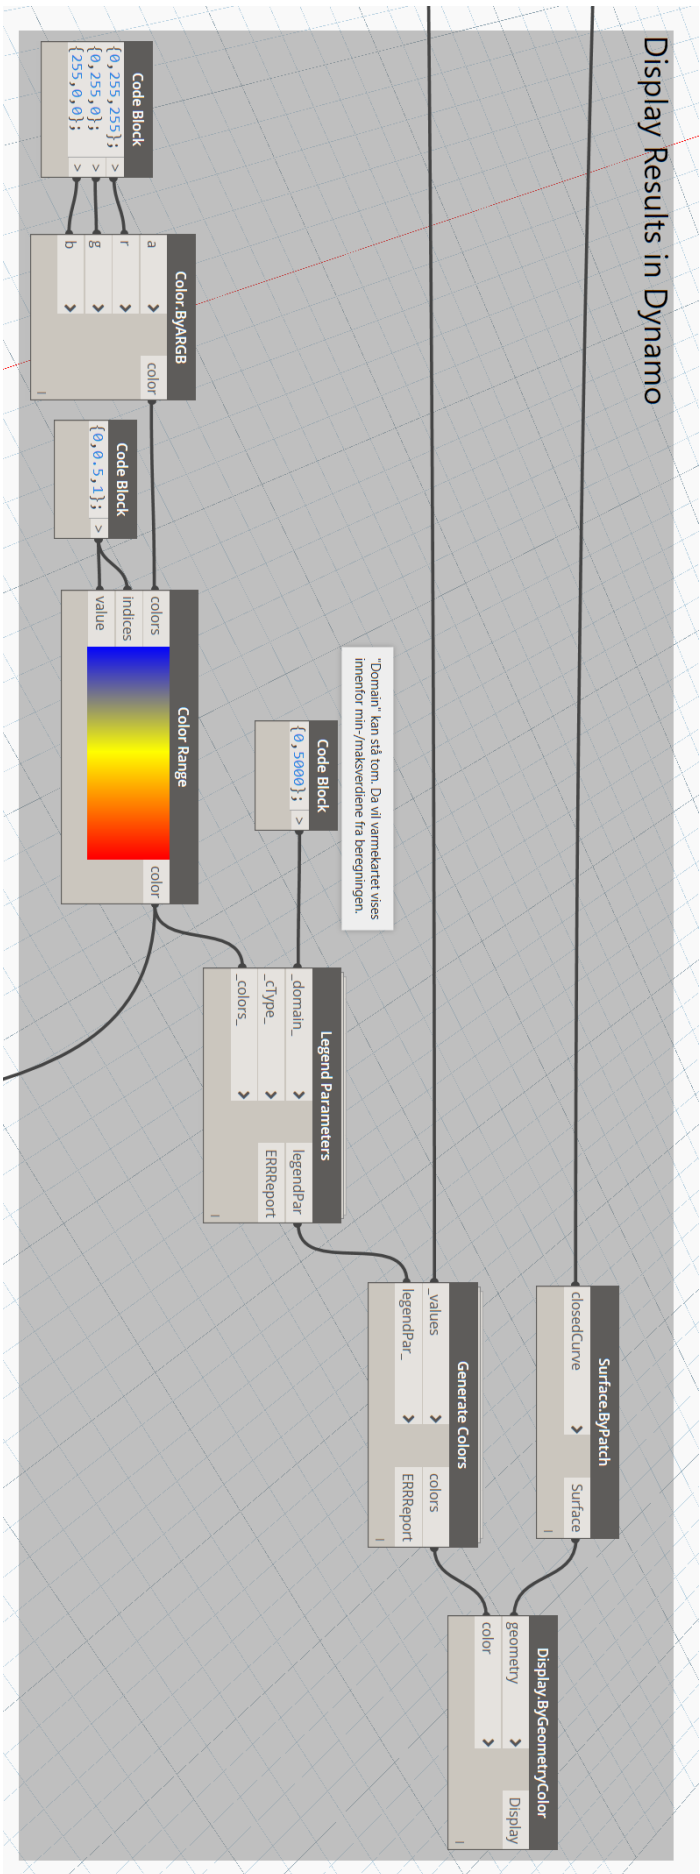 Display Results in Dynamo
Surface.ByPatch
closedCurve
Surface
Display.ByGeometryColor
geometry
color
Display
Generate Colors
_values
legendPar_
colors
ERRReport
"Domain" kan stå tom. Da vil varmekartet vises
innenfor min-/maksverdiene fra beregningen.
Code Block
{0,5000};
>
Legend Parameters
_domain_
_cType_
_colors_
legendPar
ERRReport
Code Block
{0,255,255}; >
{0,255,0}; >
{255,0,0}; >
Color.ByARGB
a
r
g
b
color
Code Block
{0,0.5,1}; >
Color Range
colors
indices
value
color